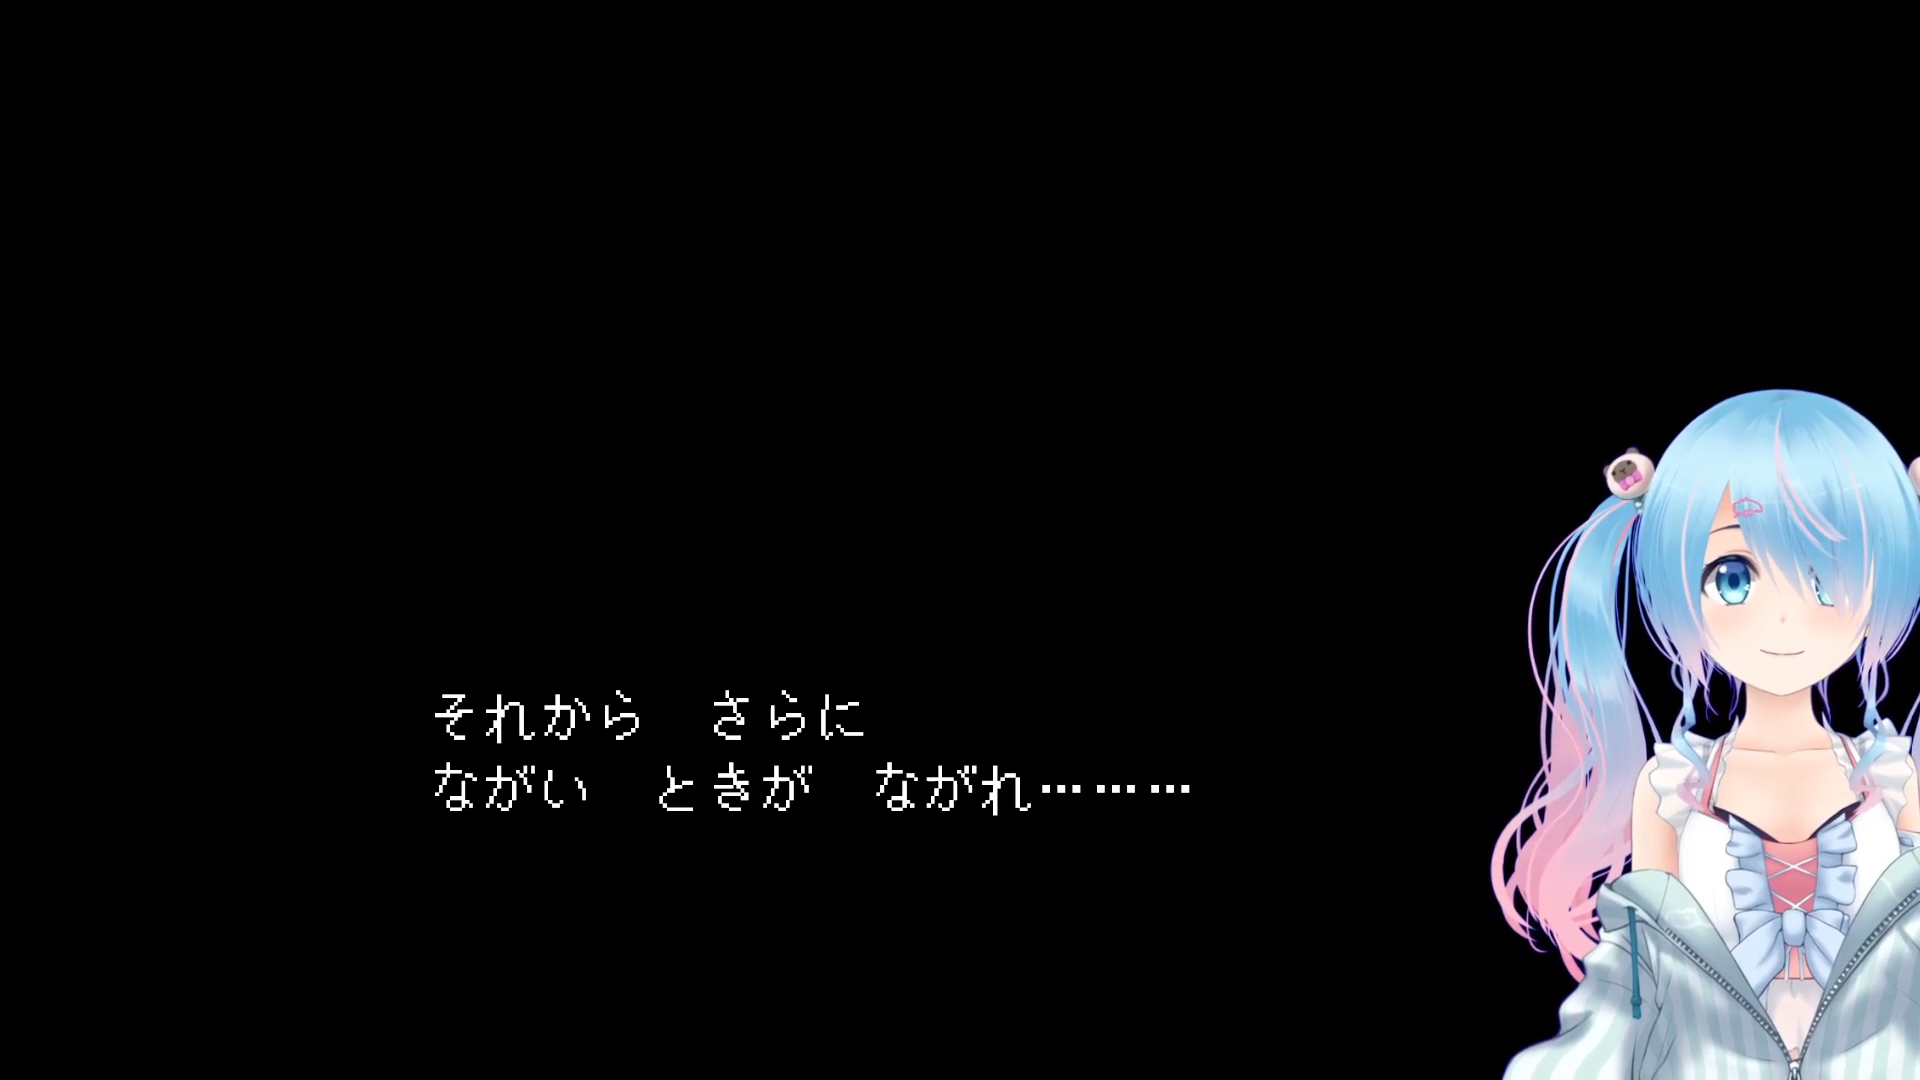 それから　さらに
ながい　ときが　ながれ………